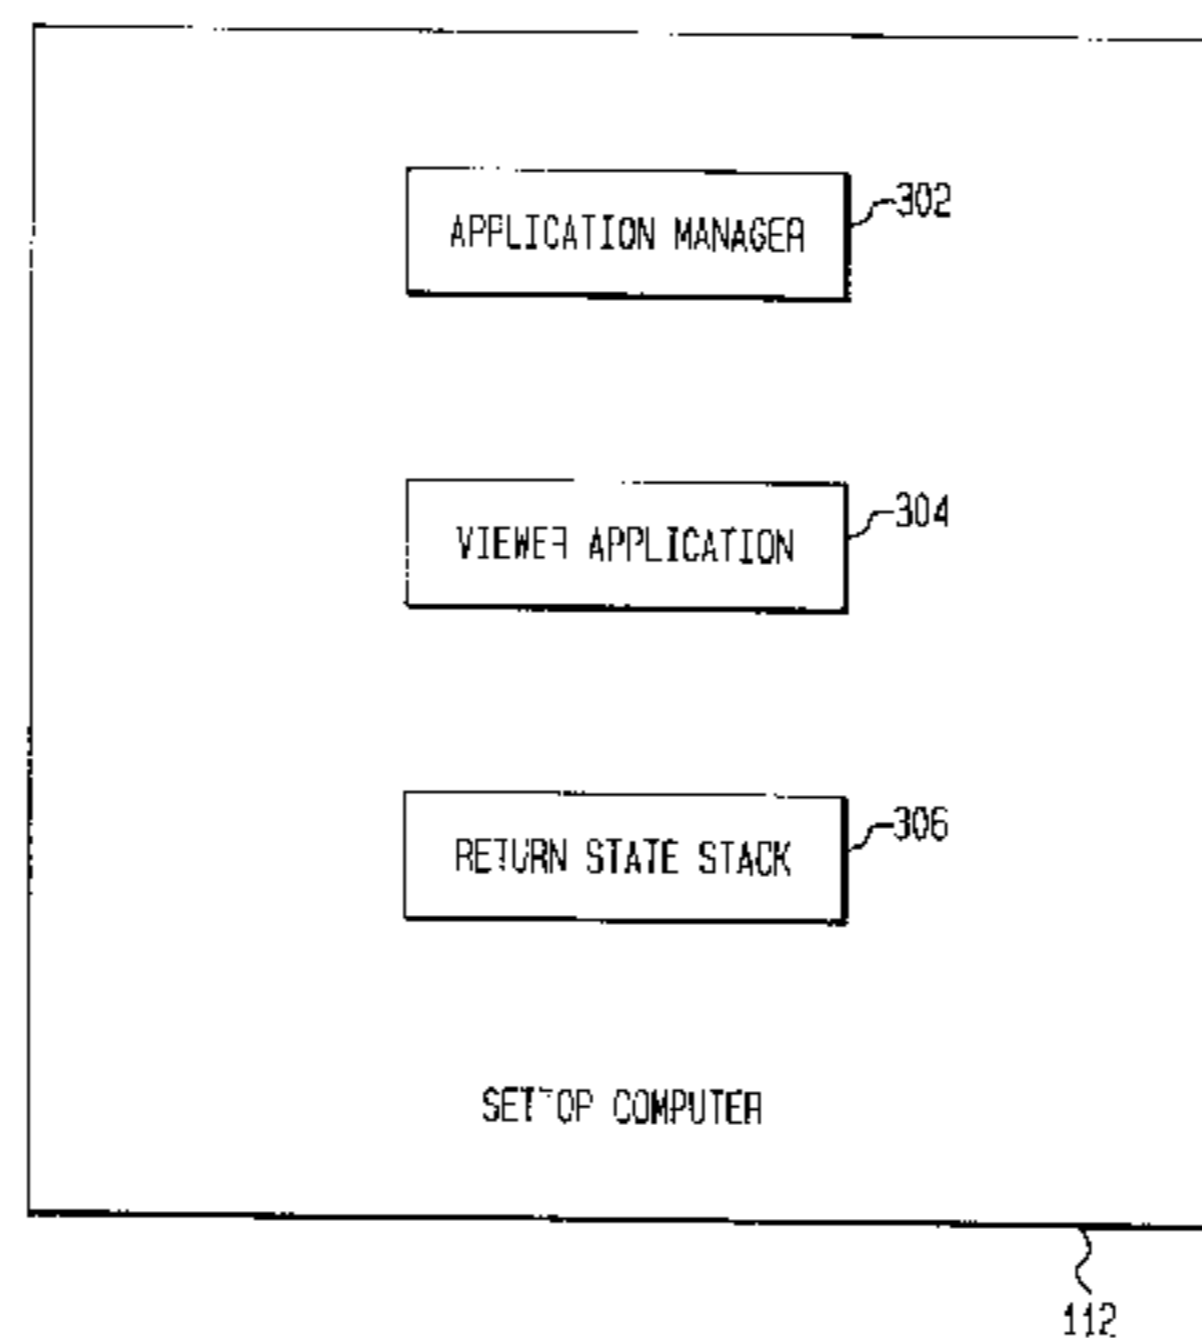 302
APPLICATION MANAGER
304
VIEWER APPLICATION
306
RETURN STATE STACK
SETTOP COMPUTER
112